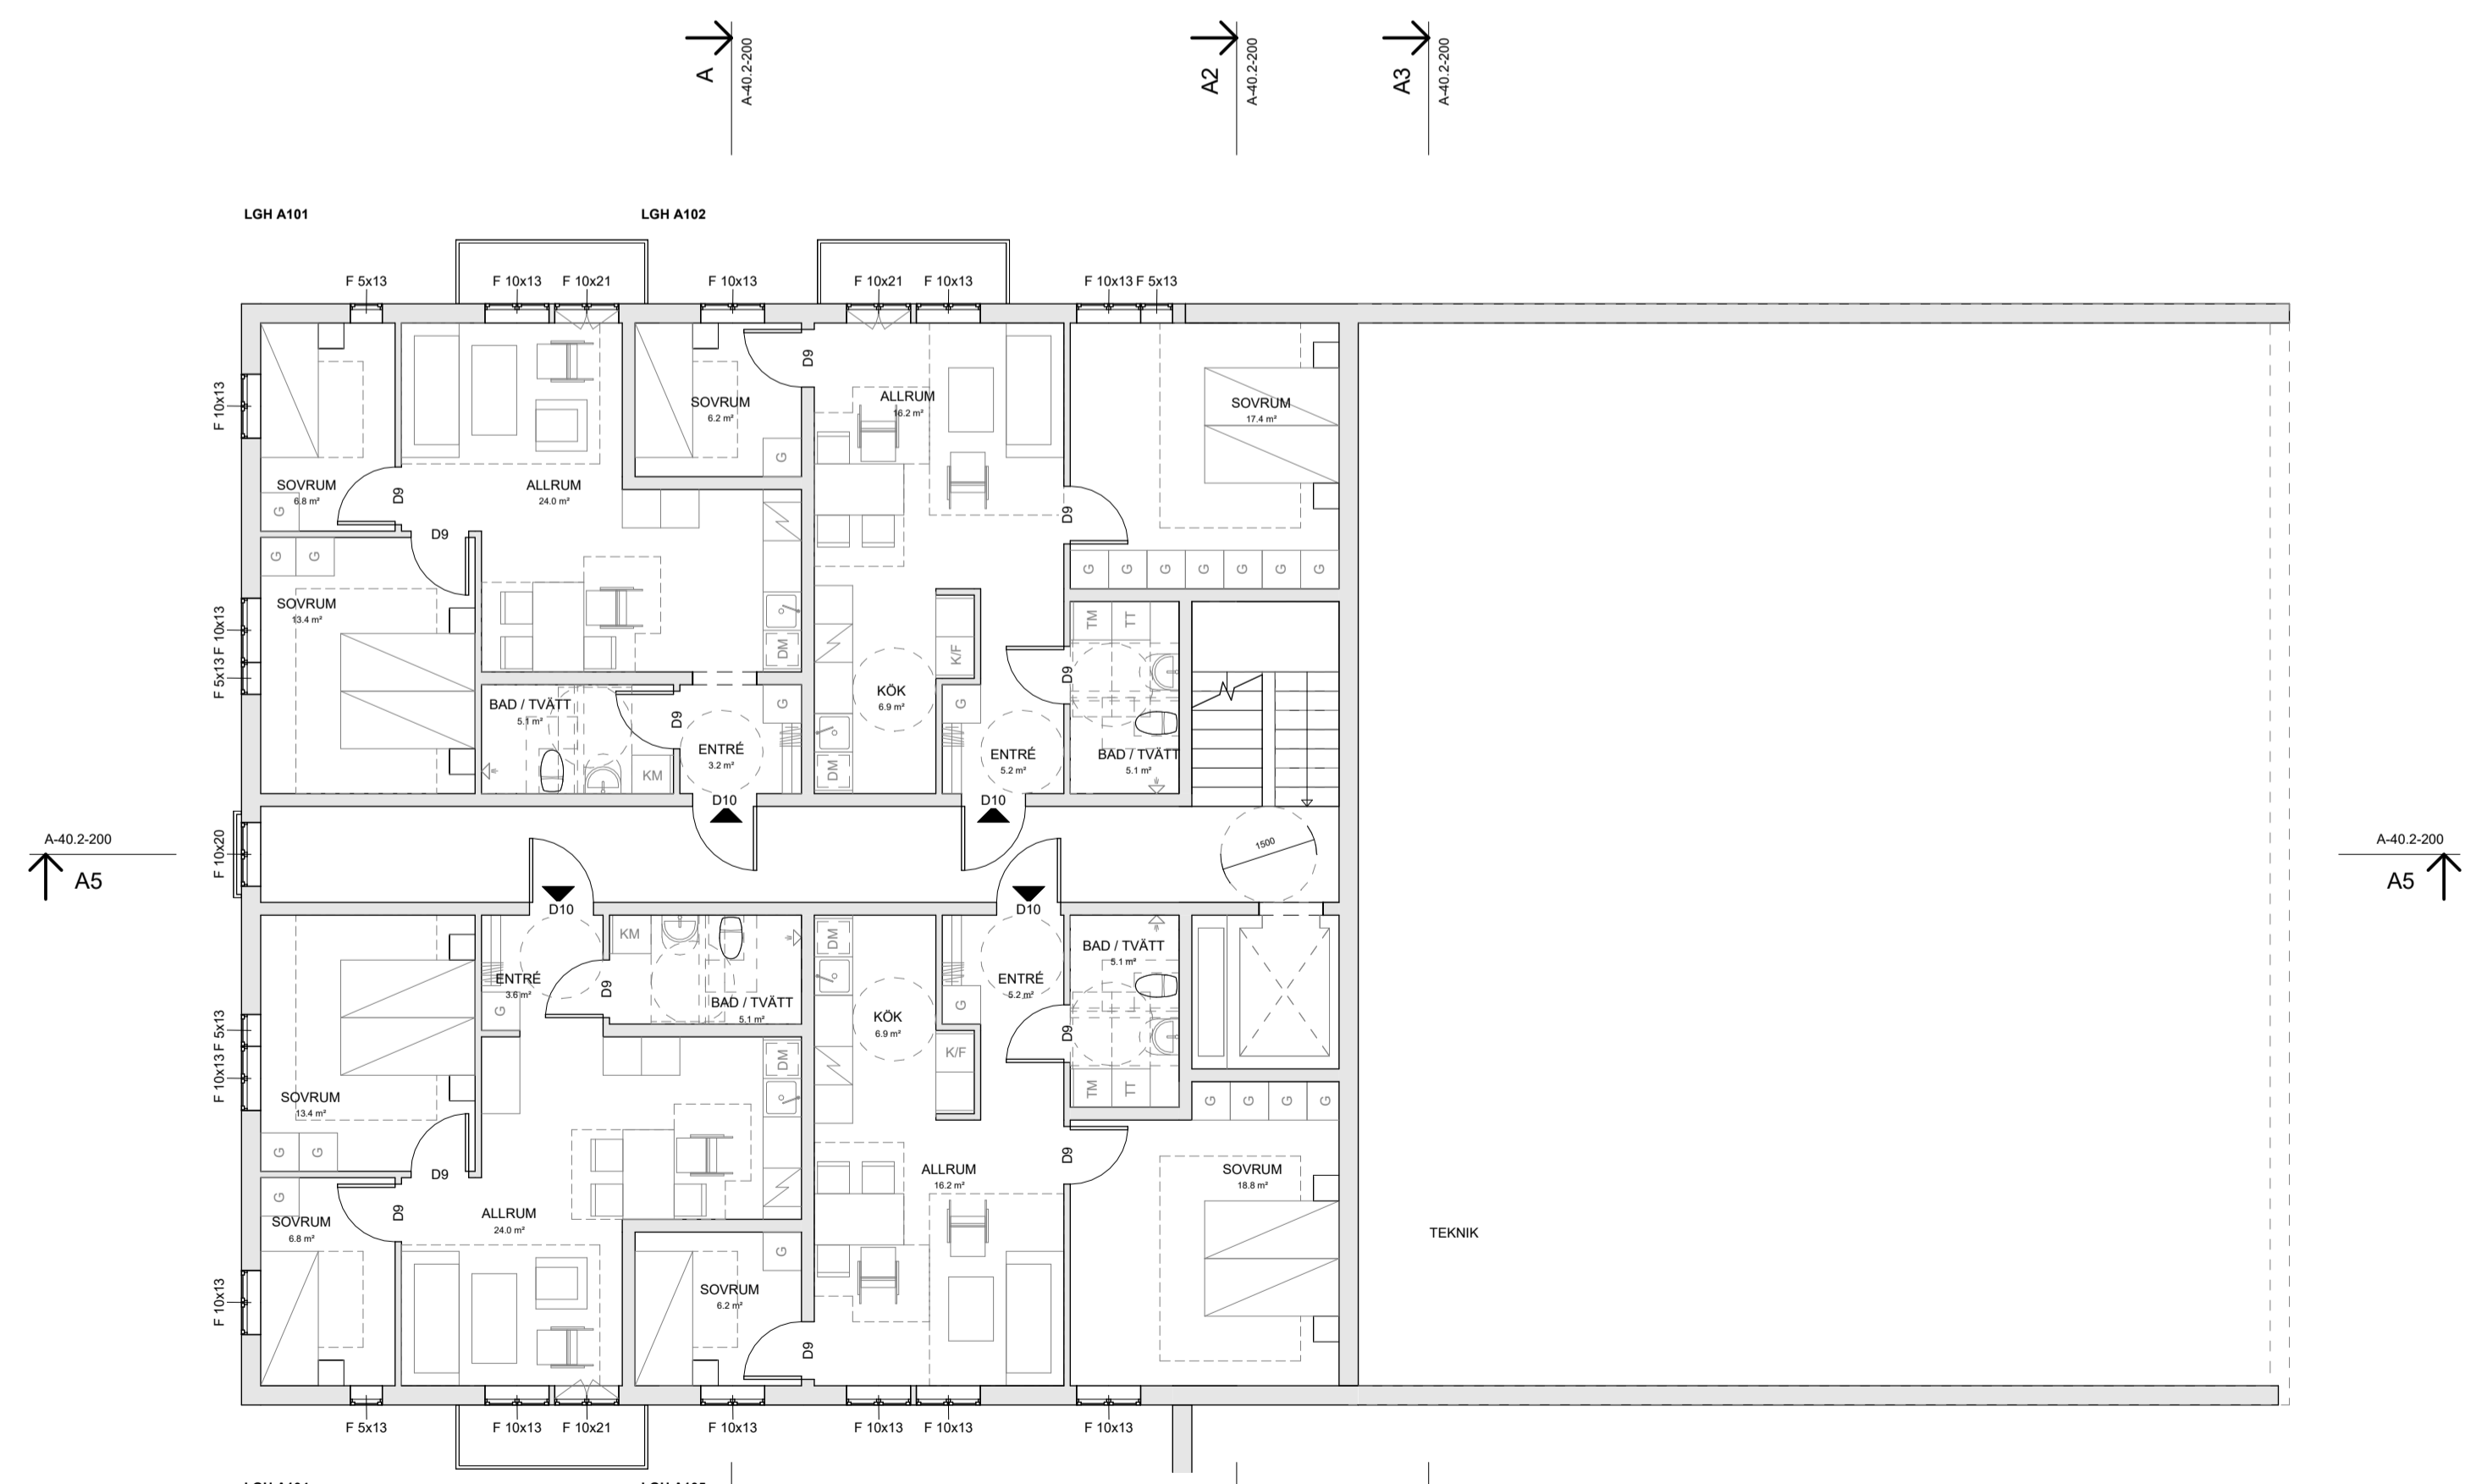 A
A-40.2-200
A2
A-40.2-200
A3
A-40.2-200
LGH A101
LGH A102
F 5x13
F 10x13
F 10x21
F 10x13
F 10x21
F 10x13
F 10x13
F 5x13
F 10x13
D9
SOVRUM
6.2 m²
ALLRUM
16.2 m²
SOVRUM
17.4 m²
G
SOVRUM
6.8 m²
G
D9
ALLRUM
24.0 m²
D9
D9
G
G
G
G
G
G
G
G
G
SOVRUM
13.4 m²
F 10x13
F 5x13
DM
K/F
TM
TT
D9
KÖK
6.9 m²
BAD / TVÄTT
5.1 m²
D9
G
G
ENTRÉ
3.2 m²
ENTRÉ
5.2 m²
BAD / TVÄTT
5.1 m²
KM
DM
D10
D10
A-40.2-200
A5
F 10x20
1500
A-40.2-200
A5
D10
D10
KM
DM
BAD / TVÄTT
5.1 m²
ENTRÉ
3.6 m²
D9
ENTRÉ
5.2 m²
BAD / TVÄTT
5.1 m²
G
G
KÖK
6.9 m²
D9
F 5x13
F 10x13
DM
K/F
TM
TT
SOVRUM
13.4 m²
G
G
G
G
G
G
D9
D9
ALLRUM
16.2 m²
SOVRUM
18.8 m²
G
D9
SOVRUM
6.8 m²
ALLRUM
24.0 m²
G
TEKNIK
F 10x13
SOVRUM
6.2 m²
D9
F 5x13
F 10x13
F 10x21
F 10x13
F 10x13
F 10x13
F 10x13